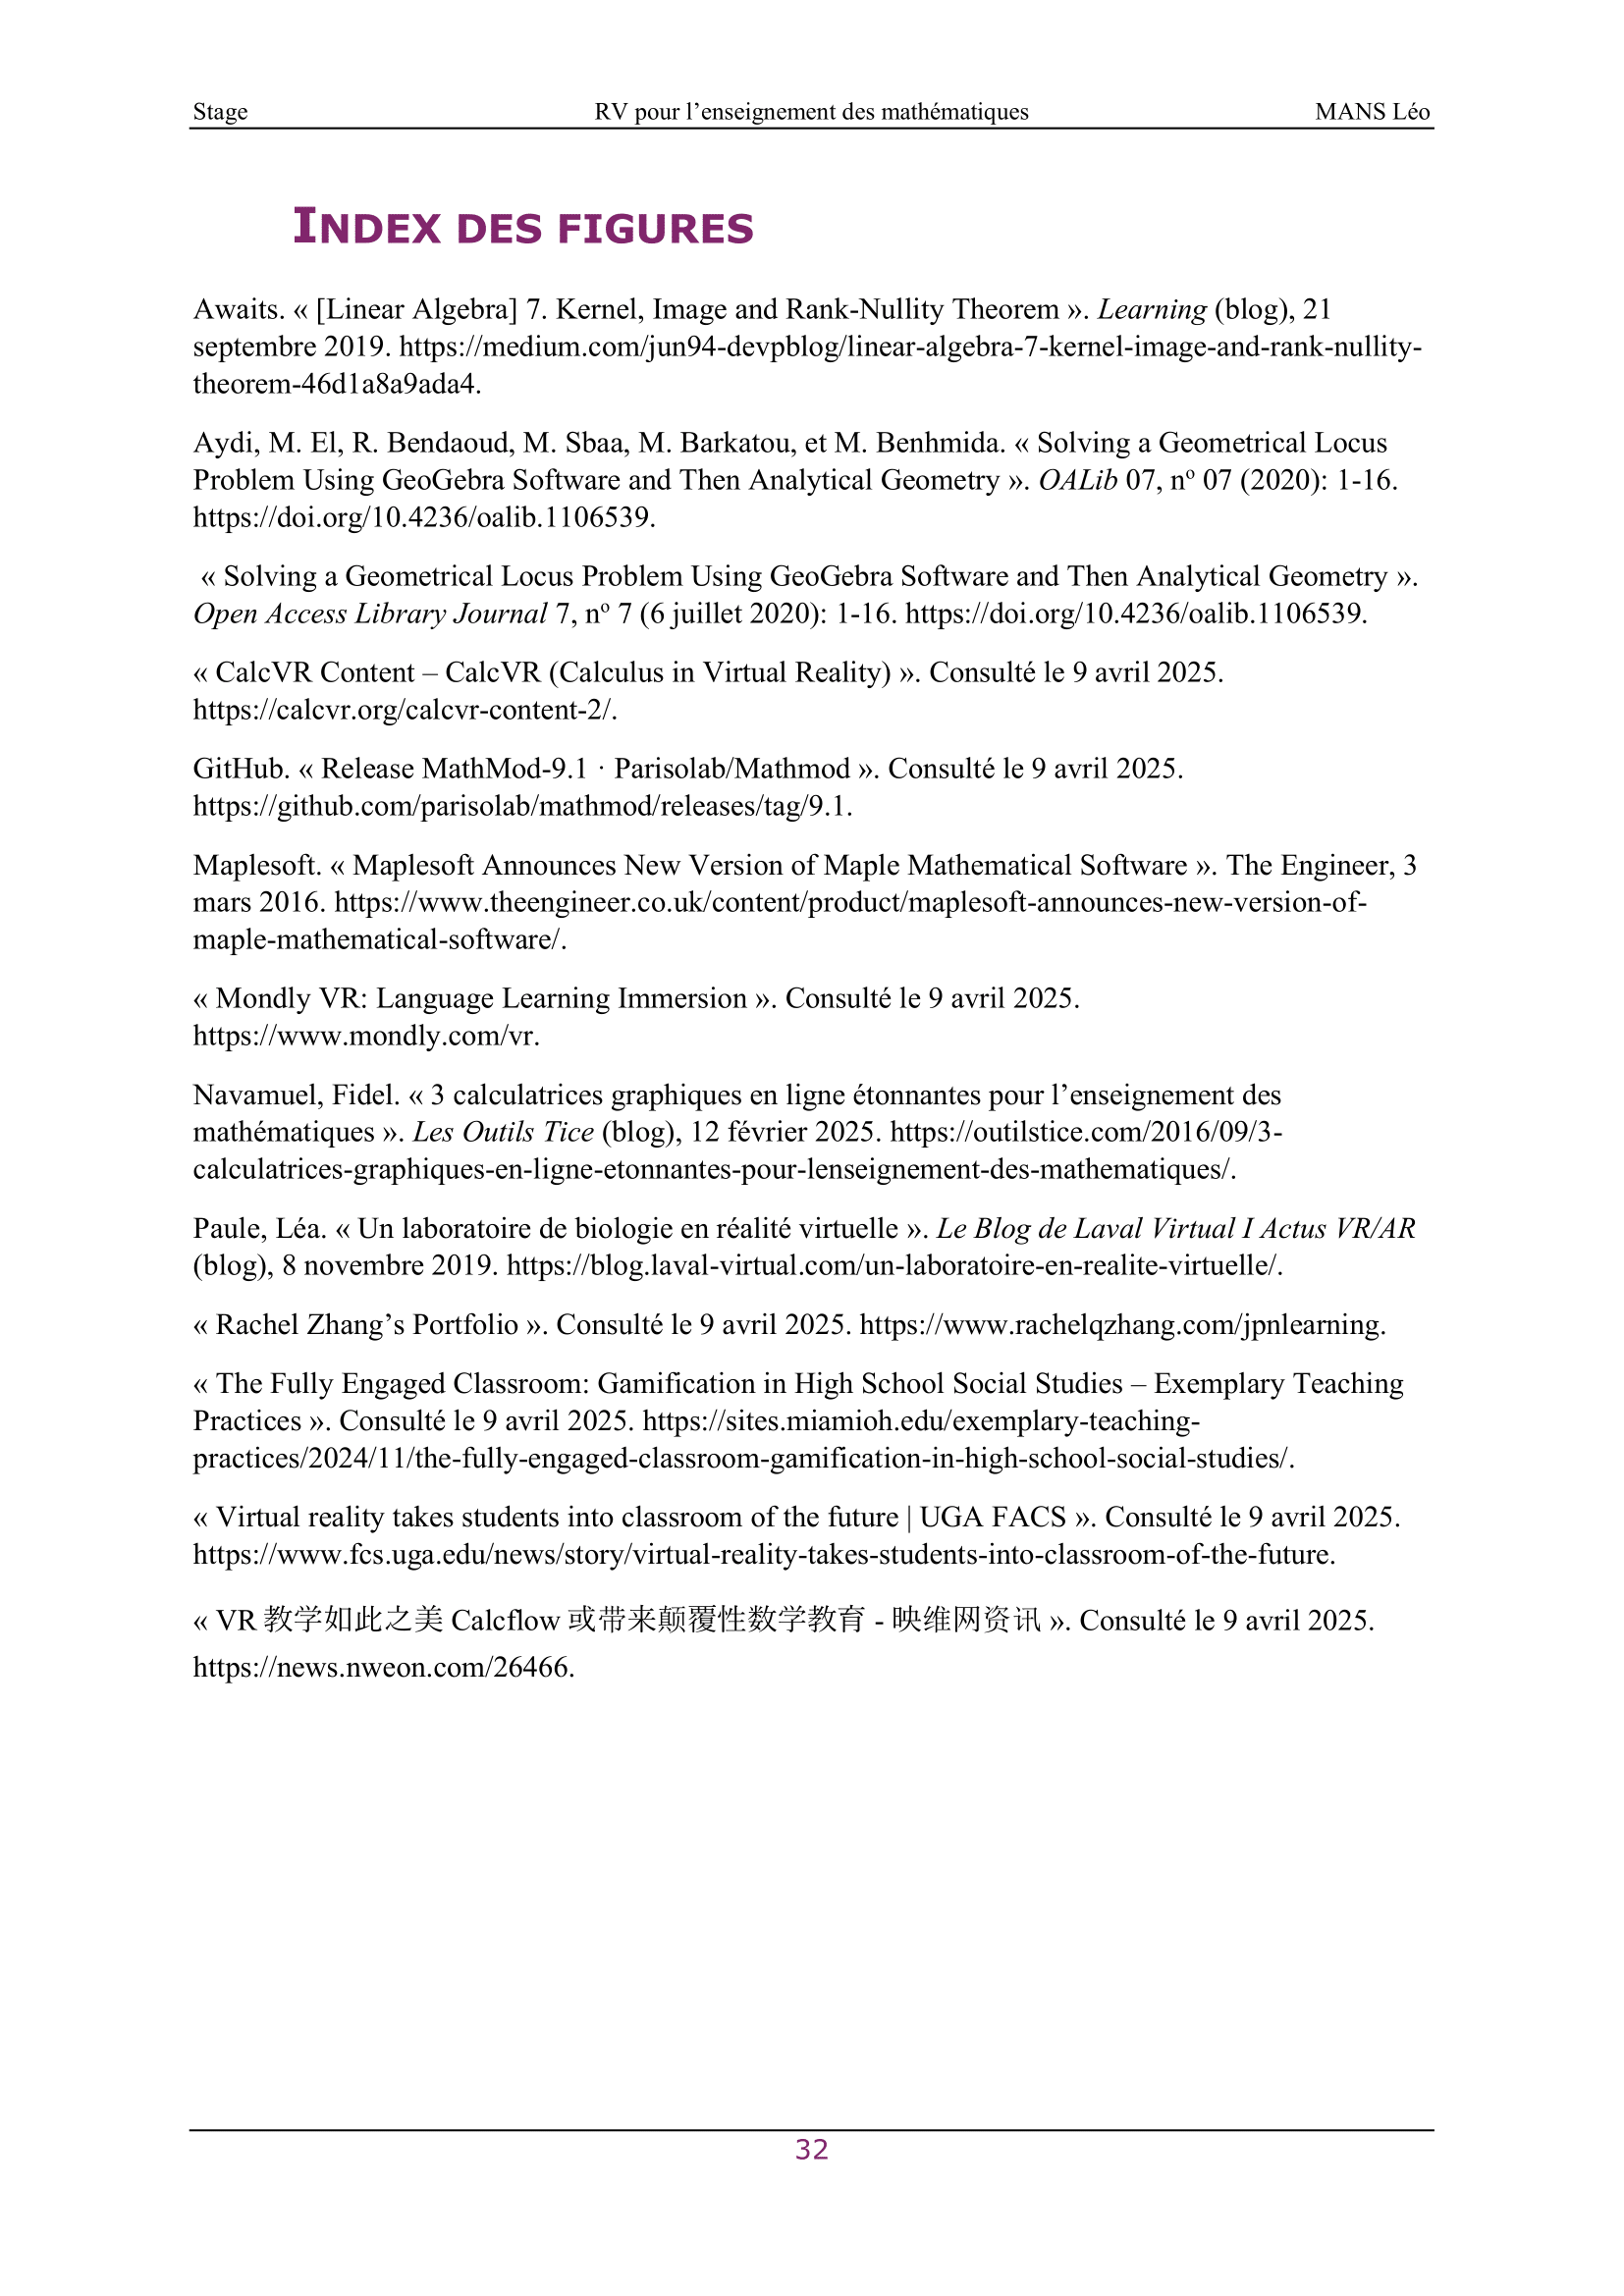 Stage RV pour l’enseignement des mathématiques MANS Léo
INDEX DES FIGURES
Awaits. « [Linear Algebra] 7. Kernel, Image and Rank-Nullity Theorem ». Learning (blog), 21
septembre 2019. https://medium.com/jun94-devpblog/linear-algebra-7-kernel-image-and-rank-nullity-
theorem-46d1a8a9ada4.
Aydi, M. El, R. Bendaoud, M. Sbaa, M. Barkatou, et M. Benhmida. « Solving a Geometrical Locus
Problem Using GeoGebra Software and Then Analytical Geometry ». OALib 07, nº 07 (2020): 1-16.
https://doi.org/10.4236/oalib.1106539.
« Solving a Geometrical Locus Problem Using GeoGebra Software and Then Analytical Geometry ».
Open Access Library Journal 7, nº 7 (6 juillet 2020): 1-16. https://doi.org/10.4236/oalib.1106539.
« CalcVR Content – CalcVR (Calculus in Virtual Reality) ». Consulté le 9 avril 2025.
https://calcvr.org/calcvr-content-2/.
GitHub. « Release MathMod-9.1 · Parisolab/Mathmod ». Consulté le 9 avril 2025.
https://github.com/parisolab/mathmod/releases/tag/9.1.
Maplesoft. « Maplesoft Announces New Version of Maple Mathematical Software ». The Engineer, 3
mars 2016. https://www.theengineer.co.uk/content/product/maplesoft-announces-new-version-of-
maple-mathematical-software/.
« Mondly VR: Language Learning Immersion ». Consulté le 9 avril 2025.
https://www.mondly.com/vr.
Navamuel, Fidel. « 3 calculatrices graphiques en ligne étonnantes pour l’enseignement des
mathématiques ». Les Outils Tice (blog), 12 février 2025. https://outilstice.com/2016/09/3-
calculatrices-graphiques-en-ligne-etonnantes-pour-lenseignement-des-mathematiques/.
Paule, Léa. « Un laboratoire de biologie en réalité virtuelle ». Le Blog de Laval Virtual I Actus VR/AR
(blog), 8 novembre 2019. https://blog.laval-virtual.com/un-laboratoire-en-realite-virtuelle/.
« Rachel Zhang’s Portfolio ». Consulté le 9 avril 2025. https://www.rachelqzhang.com/jpnlearning.
« The Fully Engaged Classroom: Gamification in High School Social Studies – Exemplary Teaching
Practices ». Consulté le 9 avril 2025. https://sites.miamioh.edu/exemplary-teaching-
practices/2024/11/the-fully-engaged-classroom-gamification-in-high-school-social-studies/.
« Virtual reality takes students into classroom of the future | UGA FACS ». Consulté le 9 avril 2025.
https://www.fcs.uga.edu/news/story/virtual-reality-takes-students-into-classroom-of-the-future.
« VR 教学如此之美 Calcflow 或带来颠覆性数学教育 - 映维网资讯 ». Consulté le 9 avril 2025.
https://news.nweon.com/26466.
32